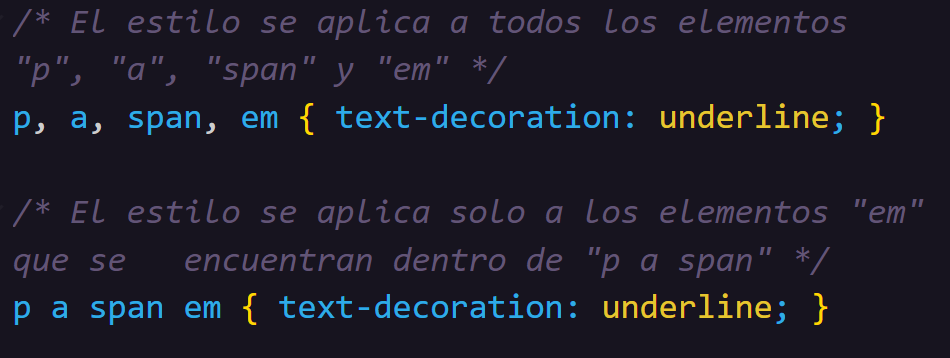 /* El estilo se aplica a todos los elementos
"p", "a", "span" y "em" */
p, a, span, em { text-decoration: underline; }
/* El estilo se aplica solo a los elementos "em"
que se   encuentran dentro de "p a span" */
p a span em { text-decoration: underline; }